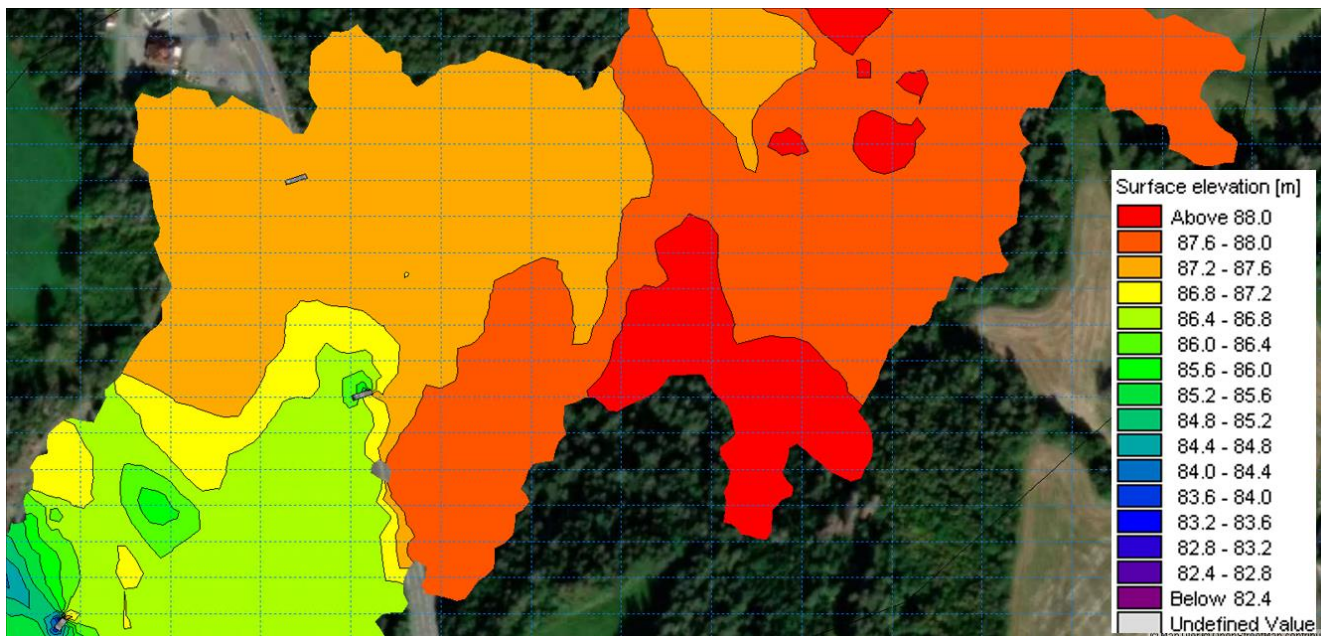 Surface elevation [m]
Above 88.0
87.6 - 88.0
87.2 - 87.6
86.8 - 87.2
86.4 - 86.8
86.0 - 86.4
85.6 - 86.0
85.2 - 85.6
84.8 - 85.2
84.4 - 84.8
84.0 - 84.4
83.6 - 84.0
83.2 - 83.6
82.8 - 83.2
82.4 - 82.8
Below 82.4
Undefined Value